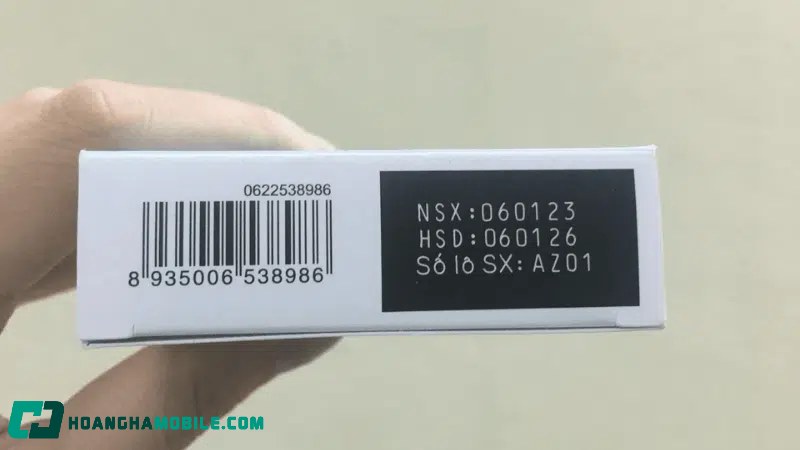 0622538986
8 935006 538986
NSX:060123
HSD:060126
Số lô SX: AZ01
HOANGHAMOBILE.COM